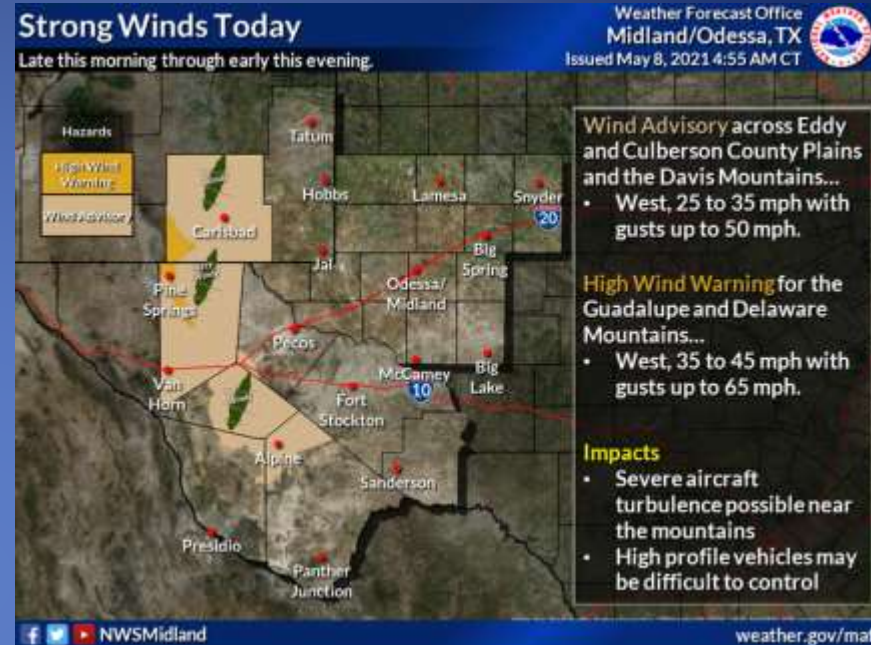 Strong Winds Today
Late this morning through early this evening.
Weather Forecast Office
Midland/Odessa, TX
Issued May 8, 2021 4:55 AM CT
Hazards
High Wind
Warning
Wind Advisory
Tatum
Hobbs
Lamesa
Snyder
20
Carlsbad
Jal
Big
Spring
Odessa/
Midland
Pine
Springs
Pecos
Van
Horn
McCamey
10
Big
Lake
Fort
Stockton
Alpine
Sanderson
Presidio
Panther
Junction
Wind Advisory across Eddy
and Culberson County Plains
and the Davis Mountains...
• West, 25 to 35 mph with
gusts up to 50 mph.
High Wind Warning for the
Guadalupe and Delaware
Mountains...
• West, 35 to 45 mph with
gusts up to 65 mph.
Impacts
• Severe aircraft
turbulence possible near
the mountains
• High profile vehicles may
be difficult to control
NWSMidland
weather.gov/maf